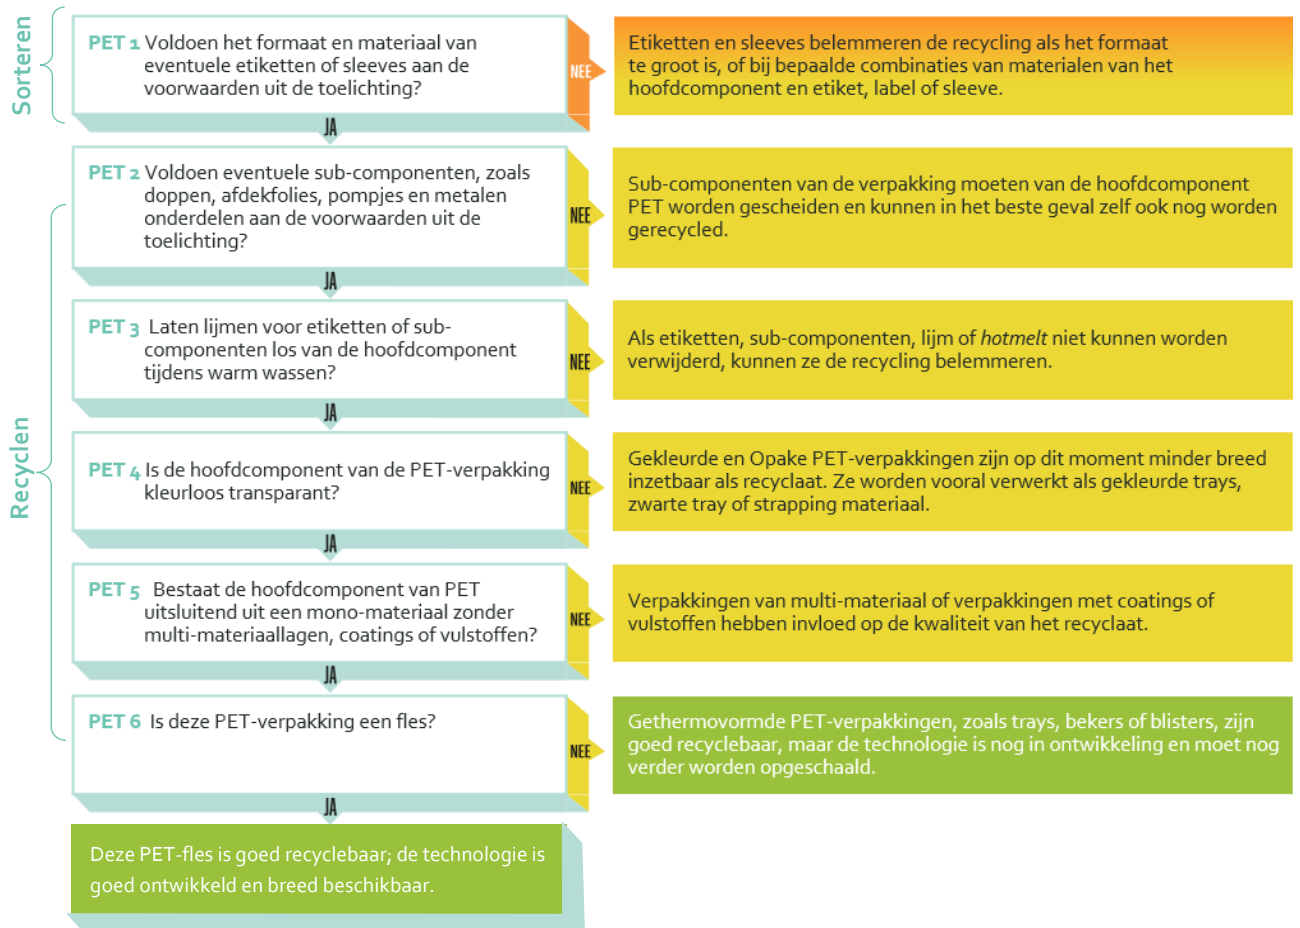 Sorteren
PET 1 Voldoen het formaat en materiaal van
eventuele etiketten of sleeves aan de
voorwaarden uit de toelichting?
NEE
Etiketten en sleeves belemmeren de recycling als het formaat
te groot is, of bij bepaalde combinaties van materialen van het
hoofdcomponent en etiket, label of sleeve.
JA
Recyclen
PET 2 Voldoen eventuele sub-componenten, zoals
doppen, afdekfolies, pompjes en metalen
onderdelen aan de voorwaarden uit de
toelichting?
NEE
Sub-componenten van de verpakking moeten van de hoofdcomponent
PET worden gescheiden en kunnen in het beste geval zelf ook nog worden
gerecycled.
JA
PET 3 Laten lijmen voor etiketten of sub-
componenten los van de hoofdcomponent
tijdens warm wassen?
NEE
Als etiketten, sub-componenten, lijm of hotmelt niet kunnen worden
verwijderd, kunnen ze de recycling belemmeren.
JA
PET 4 Is de hoofdcomponent van de PET-verpakking
kleurloos transparant?
NEE
Gekleurde en Opake PET-verpakkingen zijn op dit moment minder breed
inzetbaar als recyclaat. Ze worden vooral verwerkt als gekleurde trays,
zwarte tray of strapping materiaal.
JA
PET 5 Bestaat de hoofdcomponent van PET
uitsluitend uit een mono-materiaal zonder
multi-materiaallagen, coatings of vulstoffen?
NEE
Verpakkingen van multi-materiaal of verpakkingen met coatings of
vulstoffen hebben invloed op de kwaliteit van het recyclaat.
JA
PET 6 Is deze PET-verpakking een fles?
NEE
Gethermovormde PET-verpakkingen, zoals trays, bekers of blisters, zijn
goed recyclebaar, maar de technologie is nog in ontwikkeling en moet nog
verder worden opgeschaald.
JA
Deze PET-fles is goed recyclebaar; de technologie is
goed ontwikkeld en breed beschikbaar.